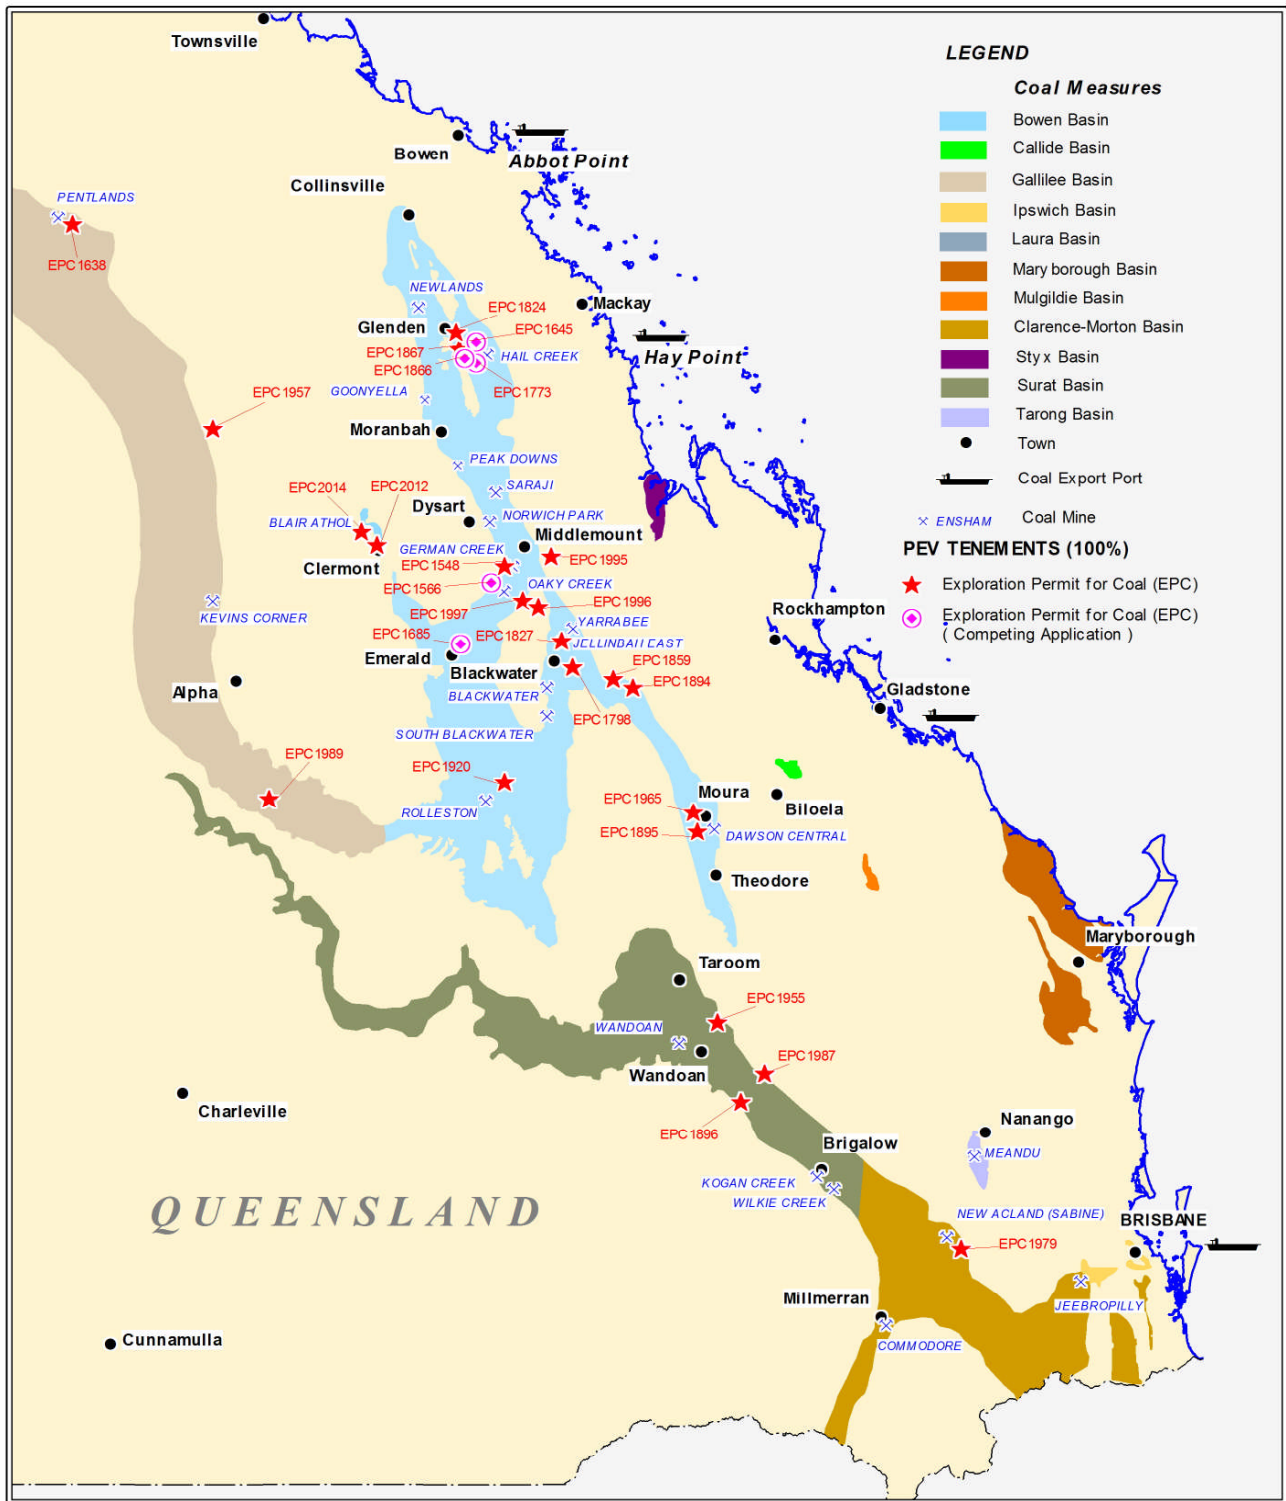 Townsville
LEGEND
Coal Measures
Bowen Basin
Callide Basin
Gallilee Basin
Ipswich Basin
Laura Basin
Maryborough Basin
Mulgildie Basin
Clarence-Morton Basin
Styx Basin
Surat Basin
Tarong Basin
Town
Coal Export Port
ENSHAM Coal Mine
PEV TENEMENTS (100%)
Exploration Permit for Coal (EPC)
Exploration Permit for Coal (EPC)
( Competing Application )
Bowen
Abbot Point
Collinsville
PENTLANDS
EPC1638
NEWLANDS
Mackay
EPC1824
Glenden
EPC1645
EPC1867
HAIL CREEK
Hay Point
EPC1866
GOONYELLA
EPC1773
EPC1957
Moranbah
PEAK DOWNS
EPC2014
EPC2012
SARAJI
BLAIR ATHOL
Dysart
NORWICH PARK
Middlemount
GERMAN CREEK
Clermont
EPC1548
EPC1995
EPC1566
OAKY CREEK
EPC1997
EPC1996
KEVINS CORNER
Rockhampton
YARRABEE
EPC1685
EPC1827
JELLINBAH EAST
Emerald
Blackwater
EPC1859
EPC1894
Alpha
BLACKWATER
Gladstone
EPC1798
SOUTH BLACKWATER
EPC1989
EPC1920
ROLLESTON
EPC1965
Moura
Biloela
EPC1895
DAWSON CENTRAL
Theodore
Maryborough
Taroom
EPC1955
WANDOAN
EPC1987
Wandoan
Charleville
EPC1896
Nanango
Brigalow
MEANDU
KOGAN CREEK
WILKIE CREEK
QUEENSLAND
NEW ACLAND (SABINE)
BRISBANE
EPC1979
Millmerran
JEEBROPILLY
Cunnamulla
COMMODORE